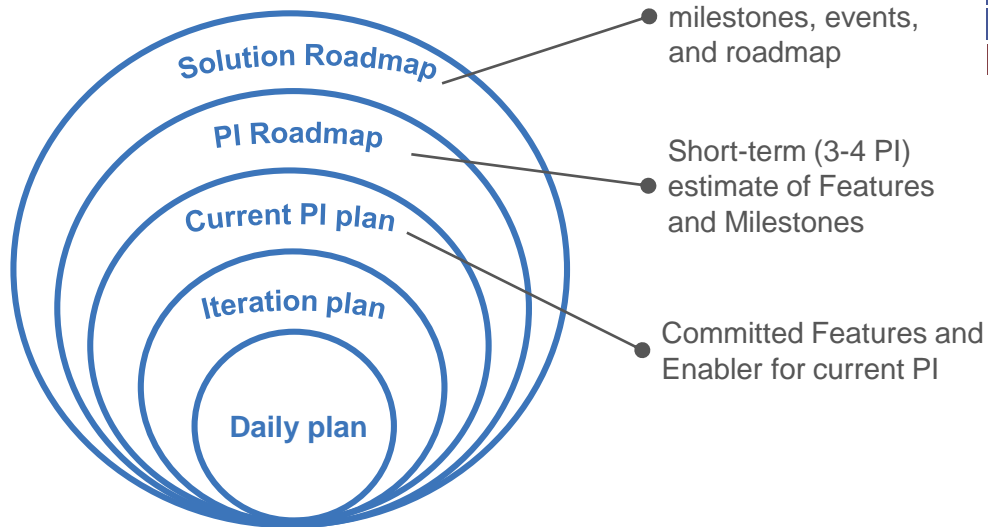 Solution Roadmap
PI Roadmap
Current PI plan
Iteration plan
Daily plan
milestones, events,
and roadmap
Short-term (3-4 PI)
estimate of Features
and Milestones
Committed Features and
Enabler for current PI